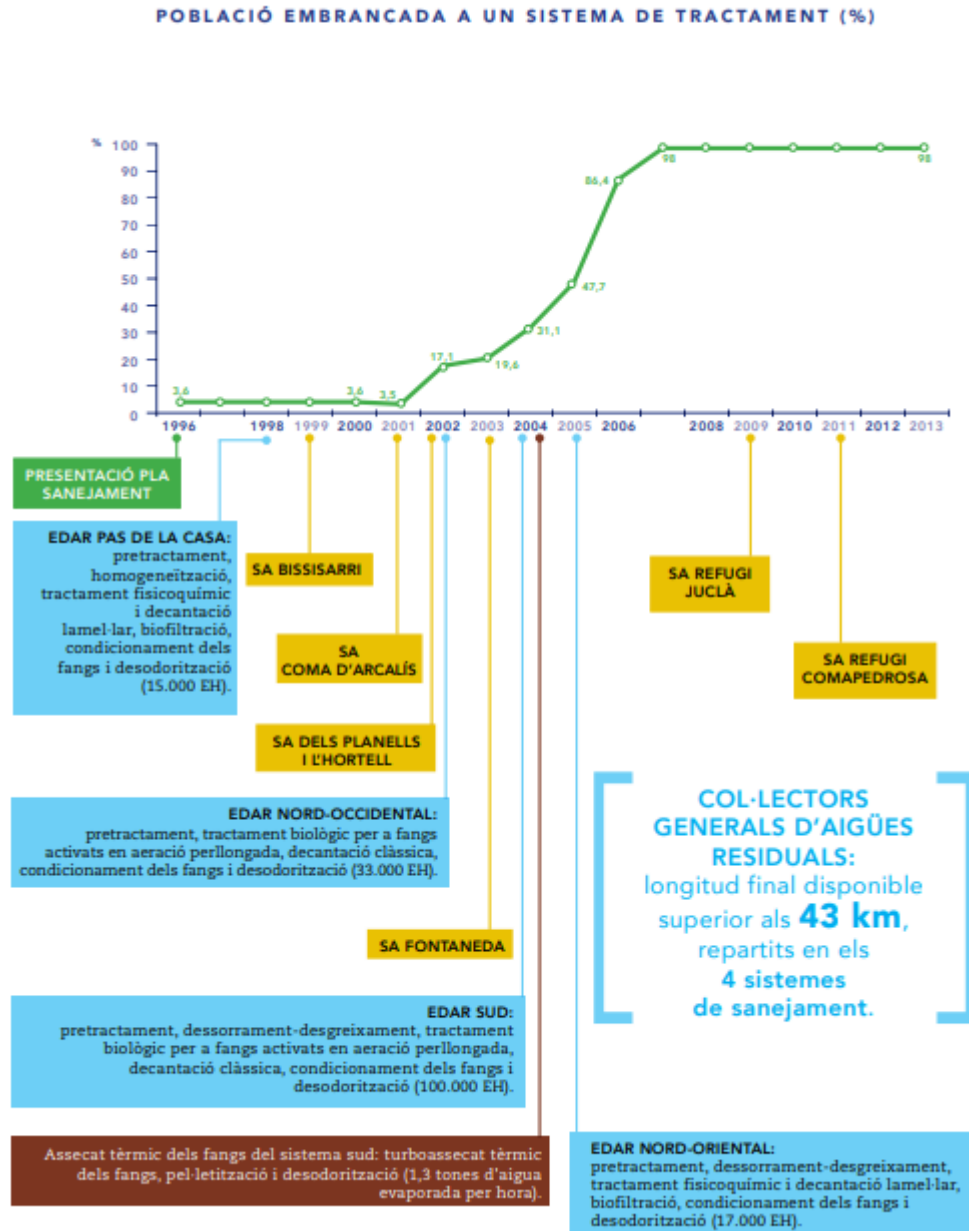 POBLACIÓ EMBRANCADA A UN SISTEMA DE TRACTAMENT (%)
%
100
90
80
70
60
50
40
30
20
10
0
3,6
3,6
3,5
17,1
19,6
31,1
47,7
86,4
98
98
1996
1998
1999
2000
2001
2002
2003
2004
2005
2006
2008
2009
2010
2011
2012
2013
PRESENTACIÓ PLA
SANEJAMENT
EDAR PAS DE LA CASA:
pretractament,
homogeneïtzació,
tractament fisicoquímic
i decantació
lamel·lar, biofiltració,
condicionament dels
fangs i desodorització
(15.000 EH).
SA BISSISARRI
SA
COMA D'ARCALÍS
SA DELS PLANELLS
I L'HORTELL
SA REFUGI
JUCLÀ
SA REFUGI
COMAPEDROSA
EDAR NORD-OCCIDENTAL:
pretractament, tractament biològic per a fangs
activats en aeració perllongada, decantació clàssica,
condicionament dels fangs i desodorització (33.000 EH).
SA FONTANEDA
COL·LECTORS
GENERALS D'AIGÜES
RESIDUALS:
longitud final disponible
superior als 43 km,
repartits en els
4 sistemes
de sanejament.
EDAR SUD:
pretractament, dessorrament-desgreixament, tractament
biològic per a fangs activats en aeració perllongada,
decantació clàssica, condicionament dels fangs i
desodorització (100.000 EH).
Assecat tèrmic dels fangs del sistema sud: turboassecat tèrmic
dels fangs, pel·letització i desodorització (1,3 tones d'aigua
evaporada per hora).
EDAR NORD-ORIENTAL:
pretractament, dessorrament-desgreixament,
tractament fisicoquímic i decantació lamel·lar,
biofiltració, condicionament dels fangs i
desodorització (17.000 EH).